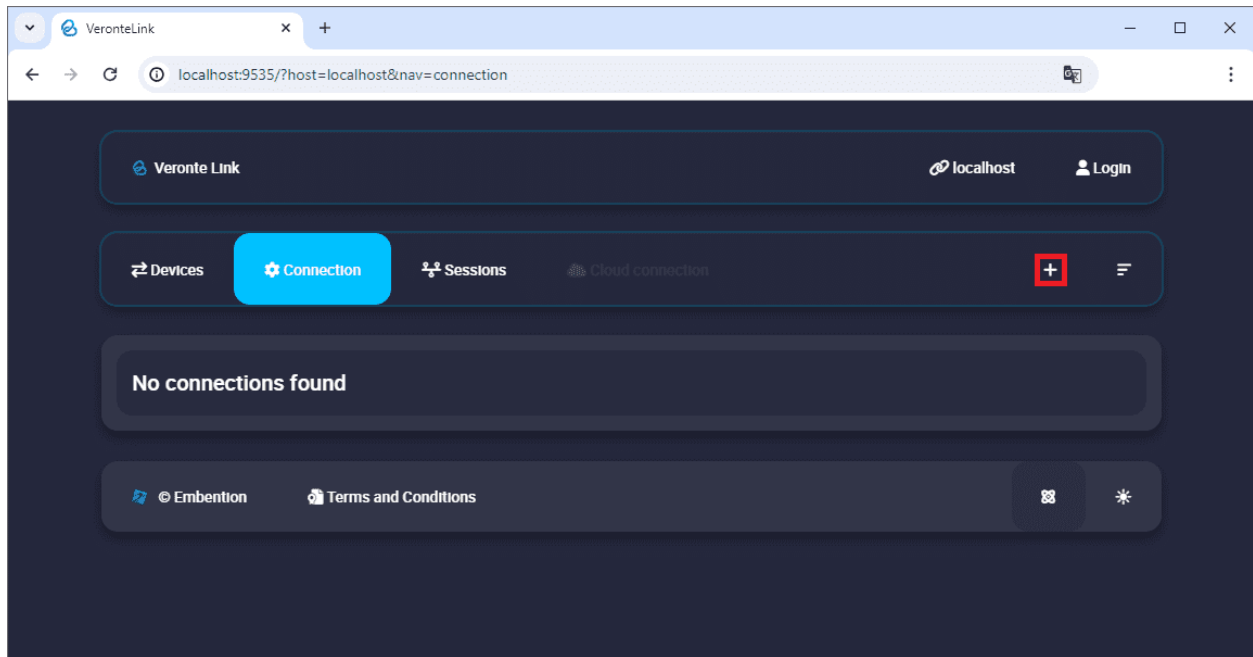 VeronteLink
localhost:9535/?host=localhost&nav=connection
Veronte Link localhost Login
Devices Connection Sessions Cloud connection
No connections found
© Embention Terms and Conditions